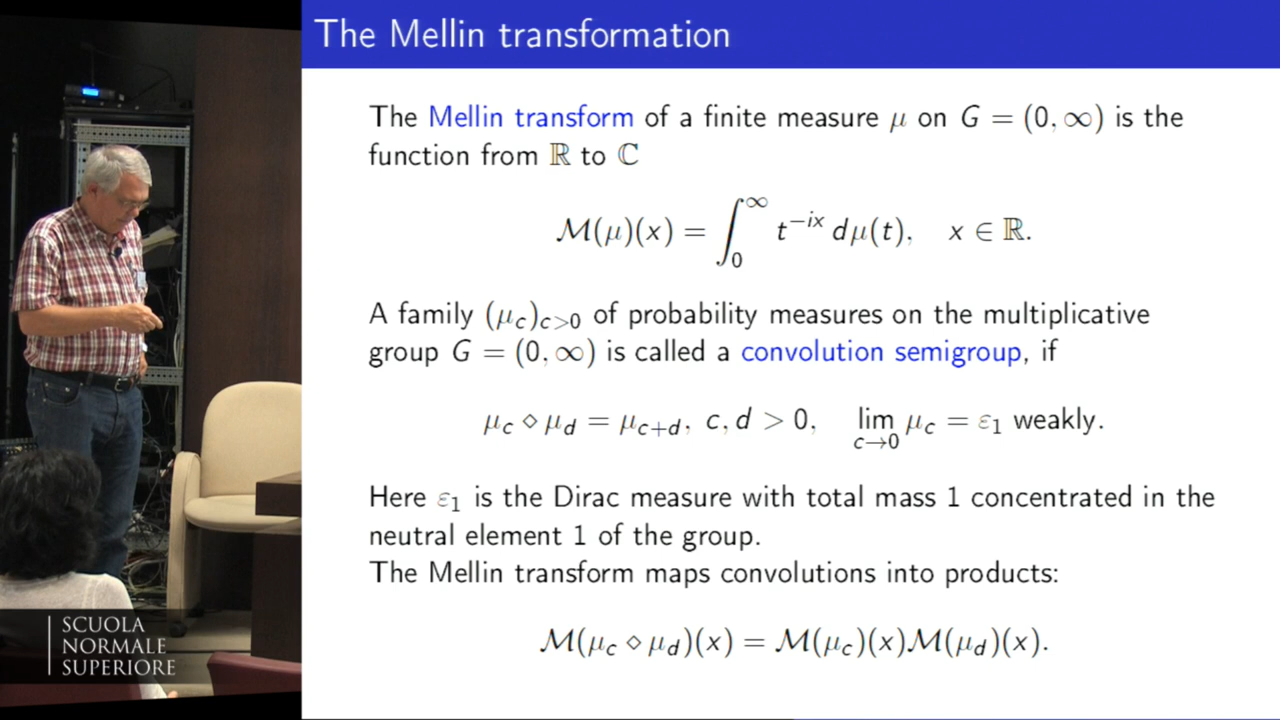 The Mellin transformation
The Mellin transform of a finite measure μ on G = (0, ∞) is the
function from ℝ to ℂ
ℳ(μ)(x) = ∫₀^∞ t^{−ix} dμ(t), x ∈ ℝ.
A family (μ_c)_{c>0} of probability measures on the multiplicative
group G = (0, ∞) is called a convolution semigroup, if
μ_c ⋄ μ_d = μ_{c+d}, c, d > 0, lim_{c→0} μ_c = ε₁ weakly.
Here ε₁ is the Dirac measure with total mass 1 concentrated in the
neutral element 1 of the group.
The Mellin transform maps convolutions into products:
ℳ(μ_c ⋄ μ_d)(x) = ℳ(μ_c)(x)ℳ(μ_d)(x).
SCUOLA
NORMALE
SUPERIORE